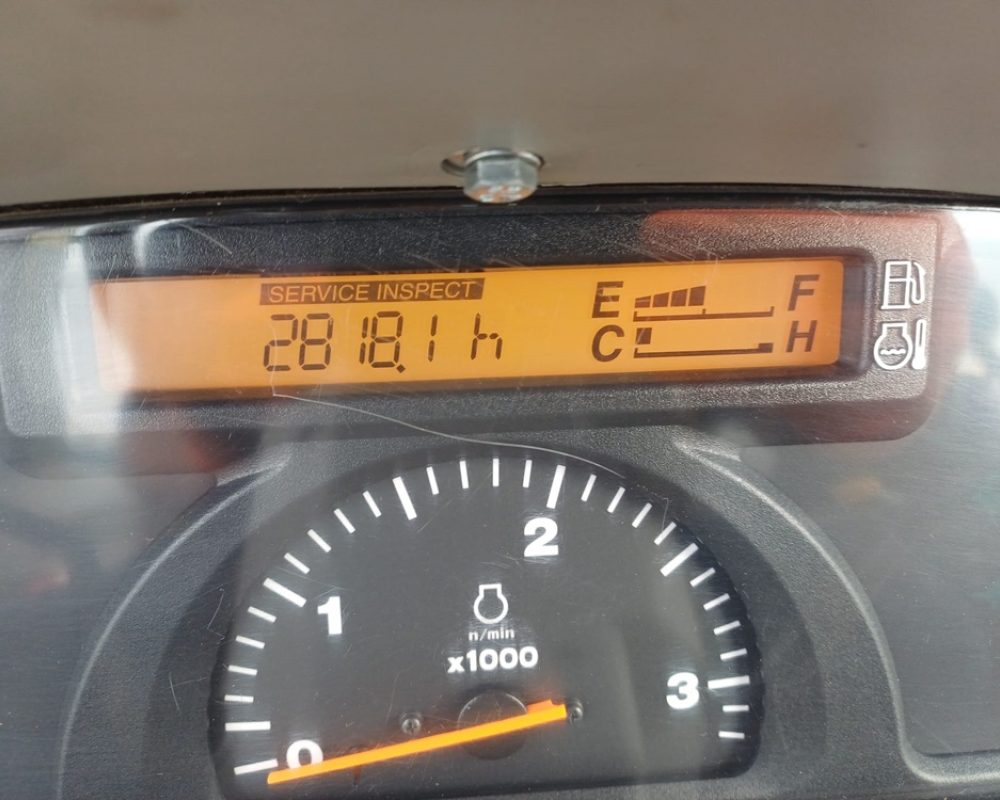 SERVICE INSPECT
2818.1 h
E F
C H
1 2 3
0
n/min
x1000